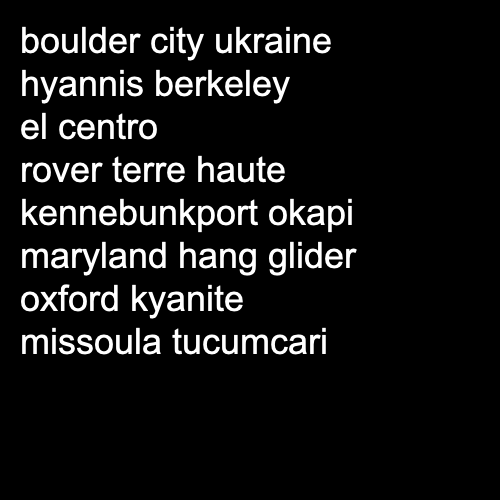 boulder city ukraine
hyannis berkeley
el centro
rover terre haute
kennebunkport okapi
maryland hang glider
oxford kyanite
missoula tucumcari